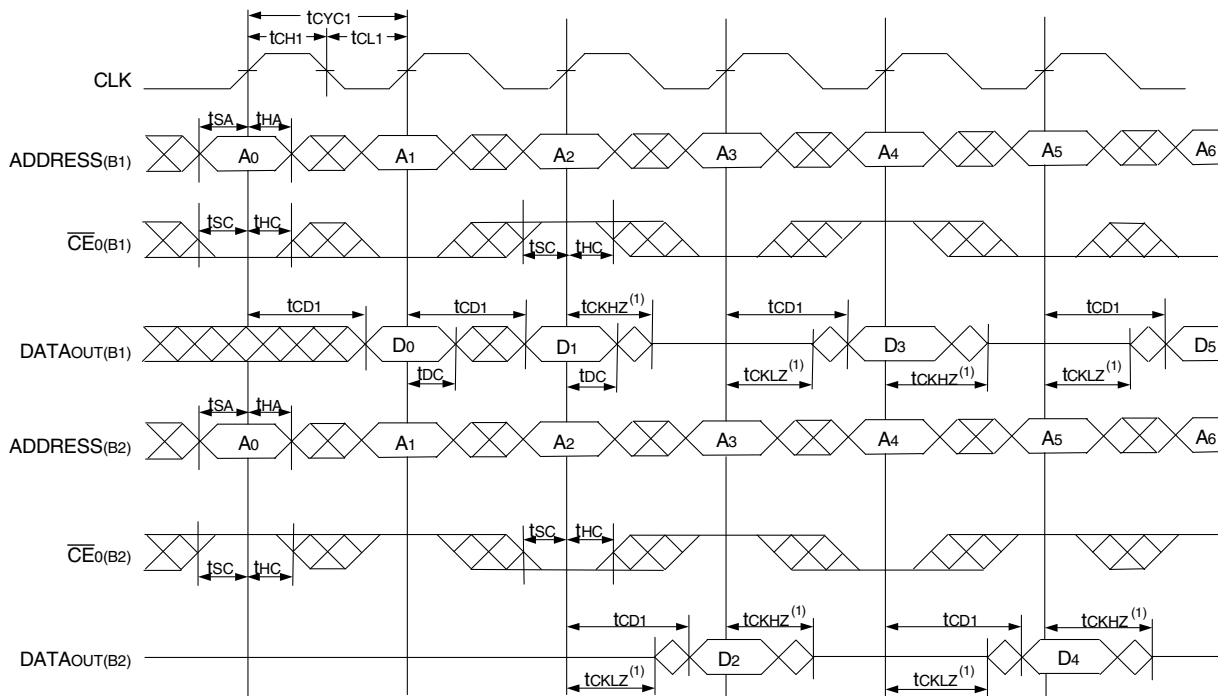 tCYC1
tCH1 tCL1
CLK
tSA tHA
ADDRESS(B1) A0 A1 A2 A3 A4 A5 A6
tSC tHC
CE0(B1) tSC tHC
tCD1 tCD1 tCKHZ(1) tCD1 tCD1
DATAOUT(B1) D0 D1 D3 D5
tDC tDC tCKLZ(1) tCKHZ(1) tCKLZ(1)
tSA tHA
ADDRESS(B2) A0 A1 A2 A3 A4 A5 A6
tSC tHC
CE0(B2)
tSC tHC
tCD1 tCKHZ(1) tCD1 tCKHZ(1)
DATAOUT(B2) D2 D4
tCKLZ(1) tCKLZ(1)